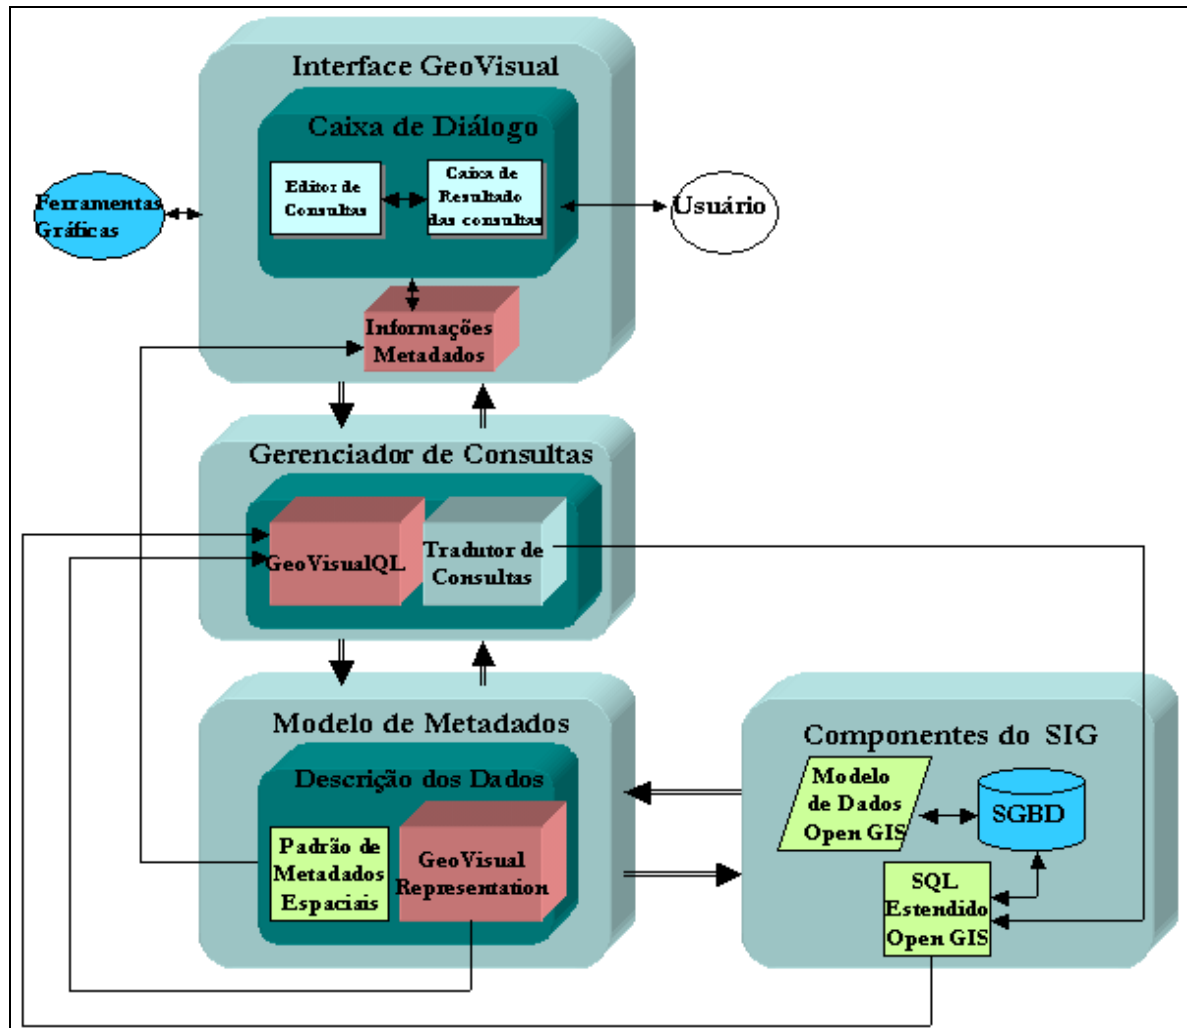 Interface GeoVisual
Caixa de Diálogo
Editor de
Consultas
Caixa de
Resultado
das consultas
Ferramentas
Gráficas
Usuário
Informações
Metadados
Gerenciador de Consultas
GeoVisualQL
Tradutor de
Consultas
Modelo de Metadados
Descrição dos Dados
Padrão de
Metadados
Espaciais
GeoVisual
Representation
Componentes do SIG
Modelo
de Dados
Open GIS
SGBD
SQL
Estendido
Open GIS